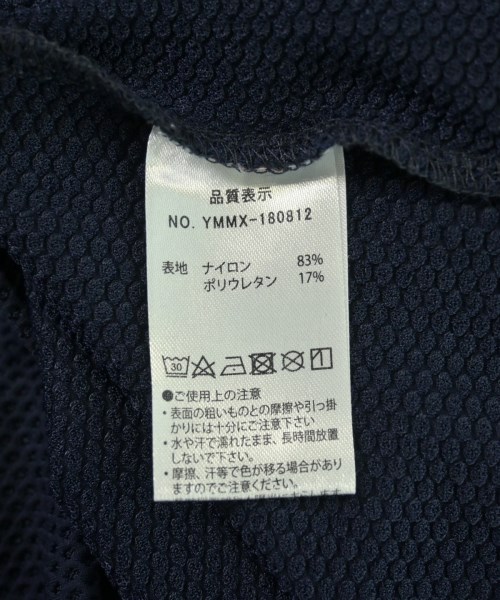 品質表示
NO. YMMX-180812
表地 ナイロン 83%
ポリウレタン 17%
30
●ご使用上の注意
・表面の粗いものとの摩擦や引っ掛
かりには十分にご注意ください。
・水や汗で濡れたまま、長時間放置
しないで下さい。
・摩擦、汗等で色が移る場合があり
ますのでご注意ください。